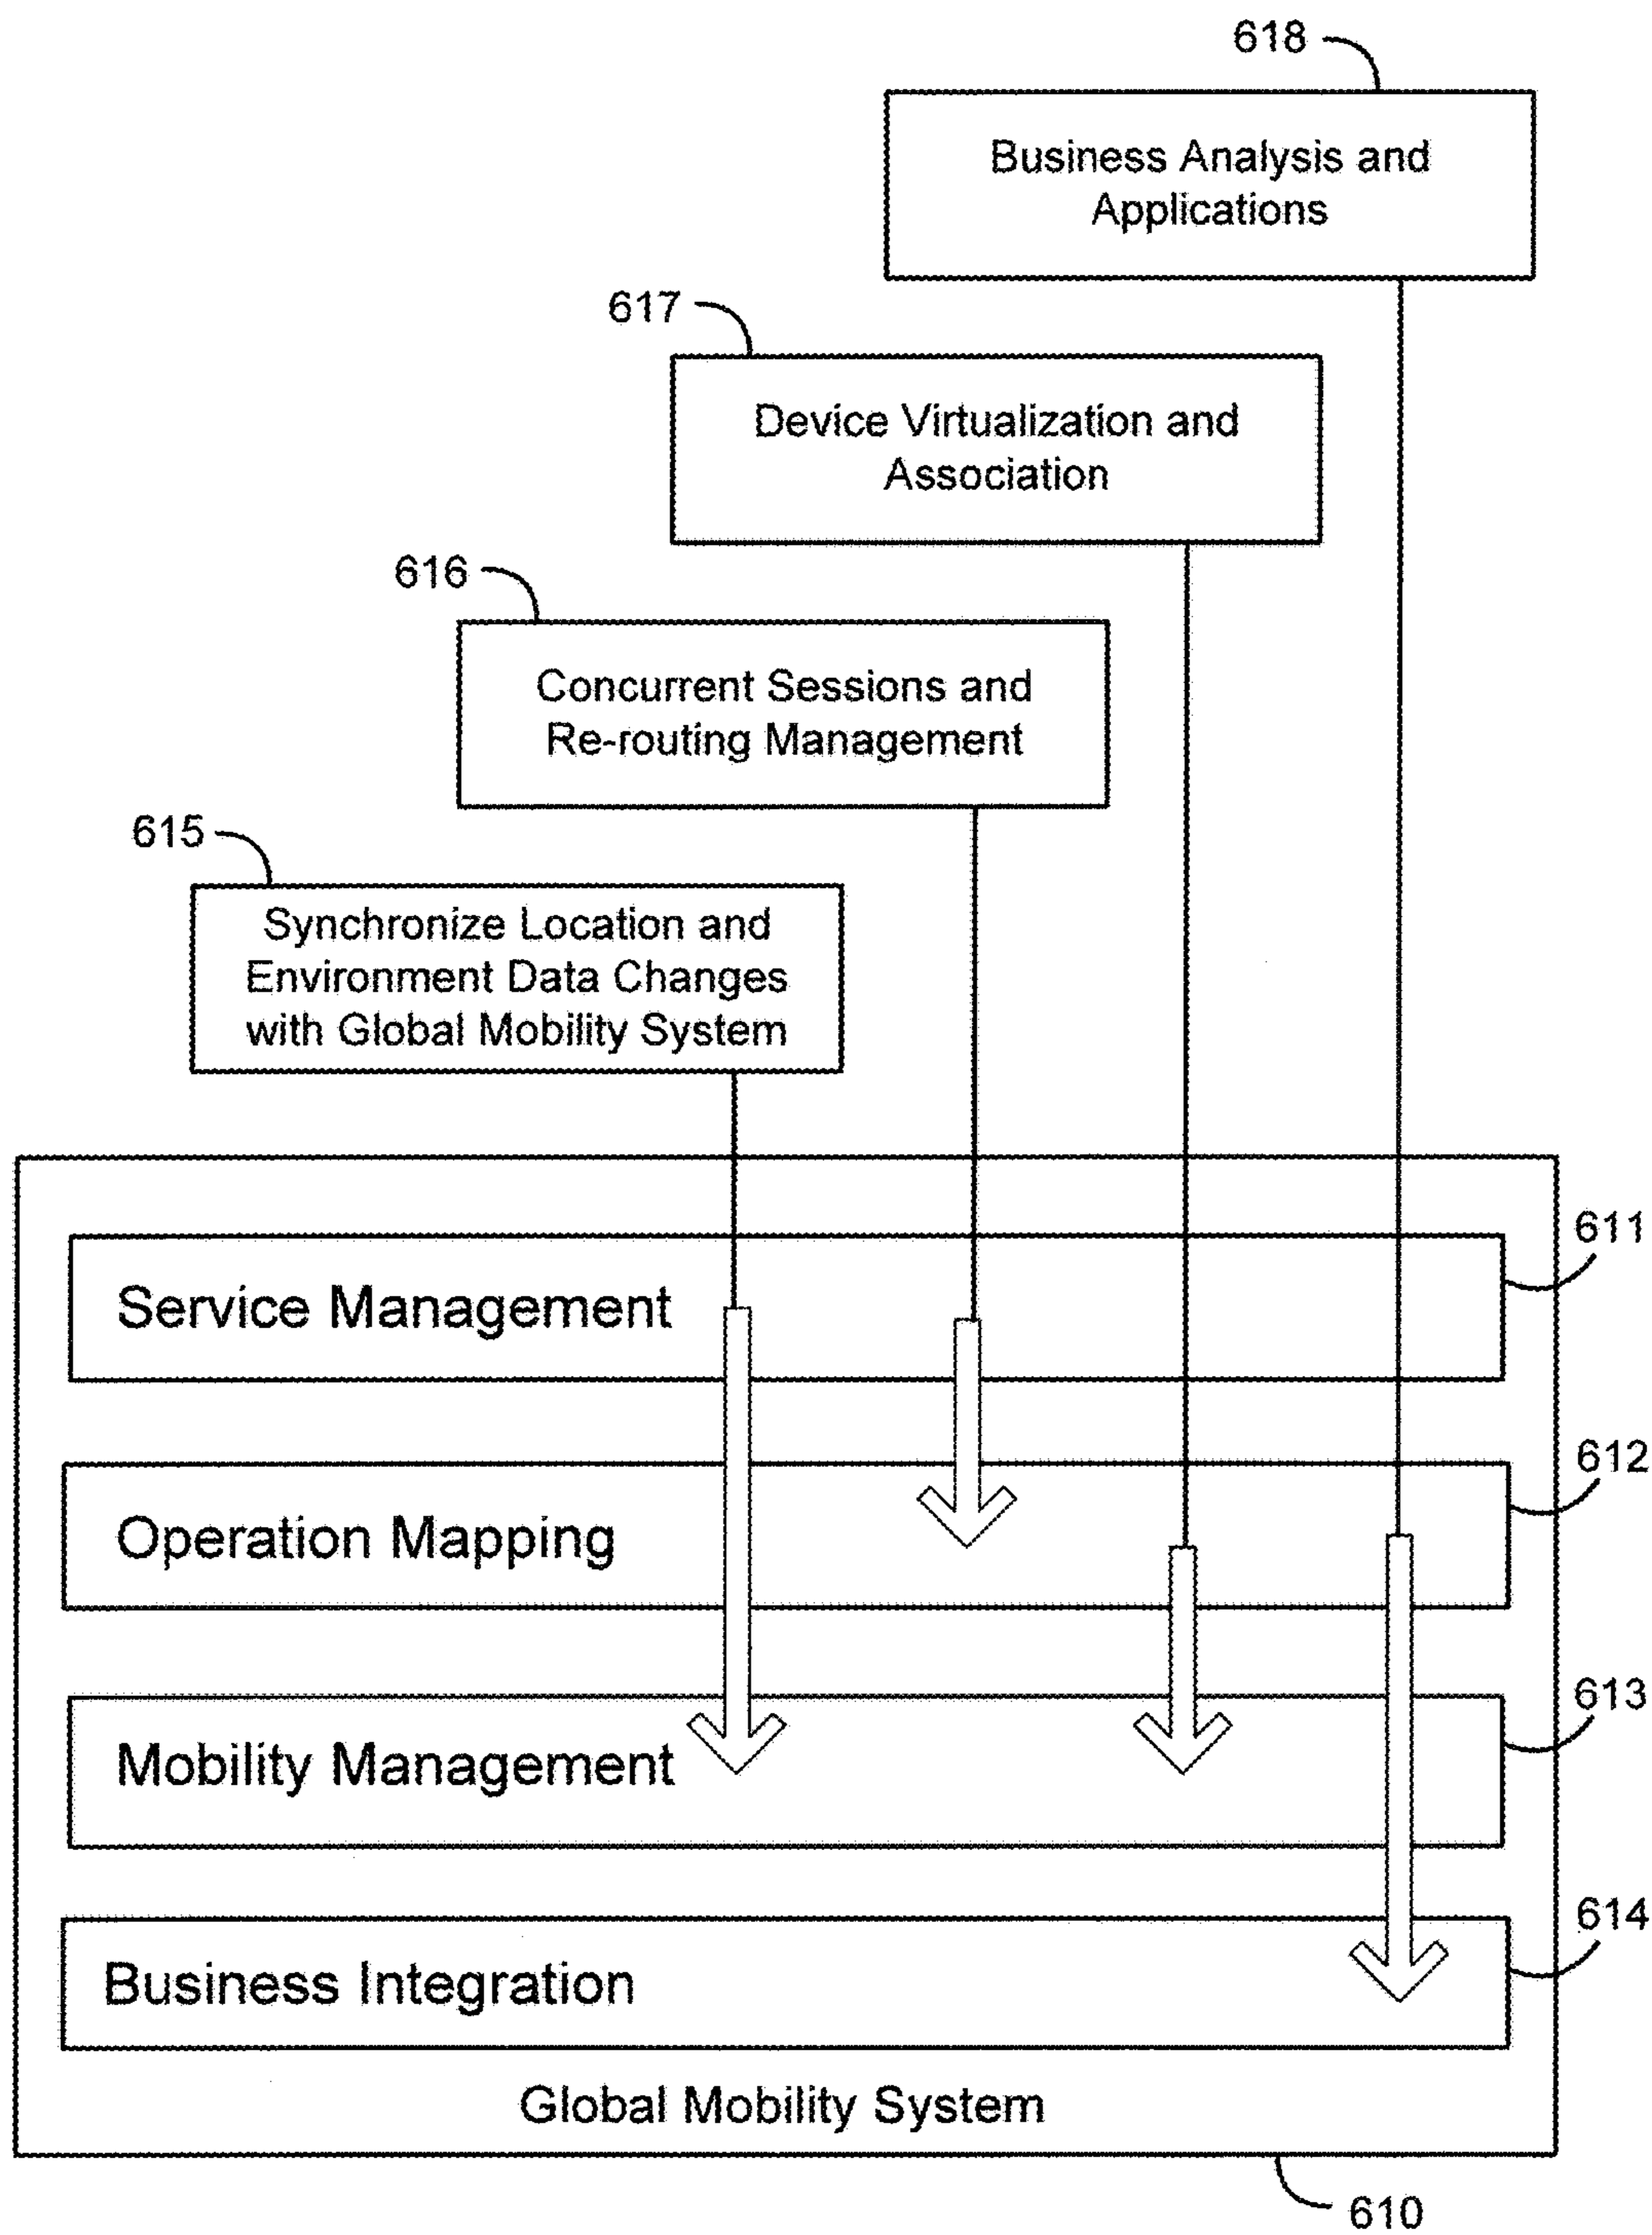 618
Business Analysis and
Applications
617
Device Virtualization and
Association
616
Concurrent Sessions and
Re-routing Management
615
Synchronize Location and
Environment Data Changes
with Global Mobility System
611
Service Management
612
Operation Mapping
613
Mobility Management
614
Business Integration
Global Mobility System
610